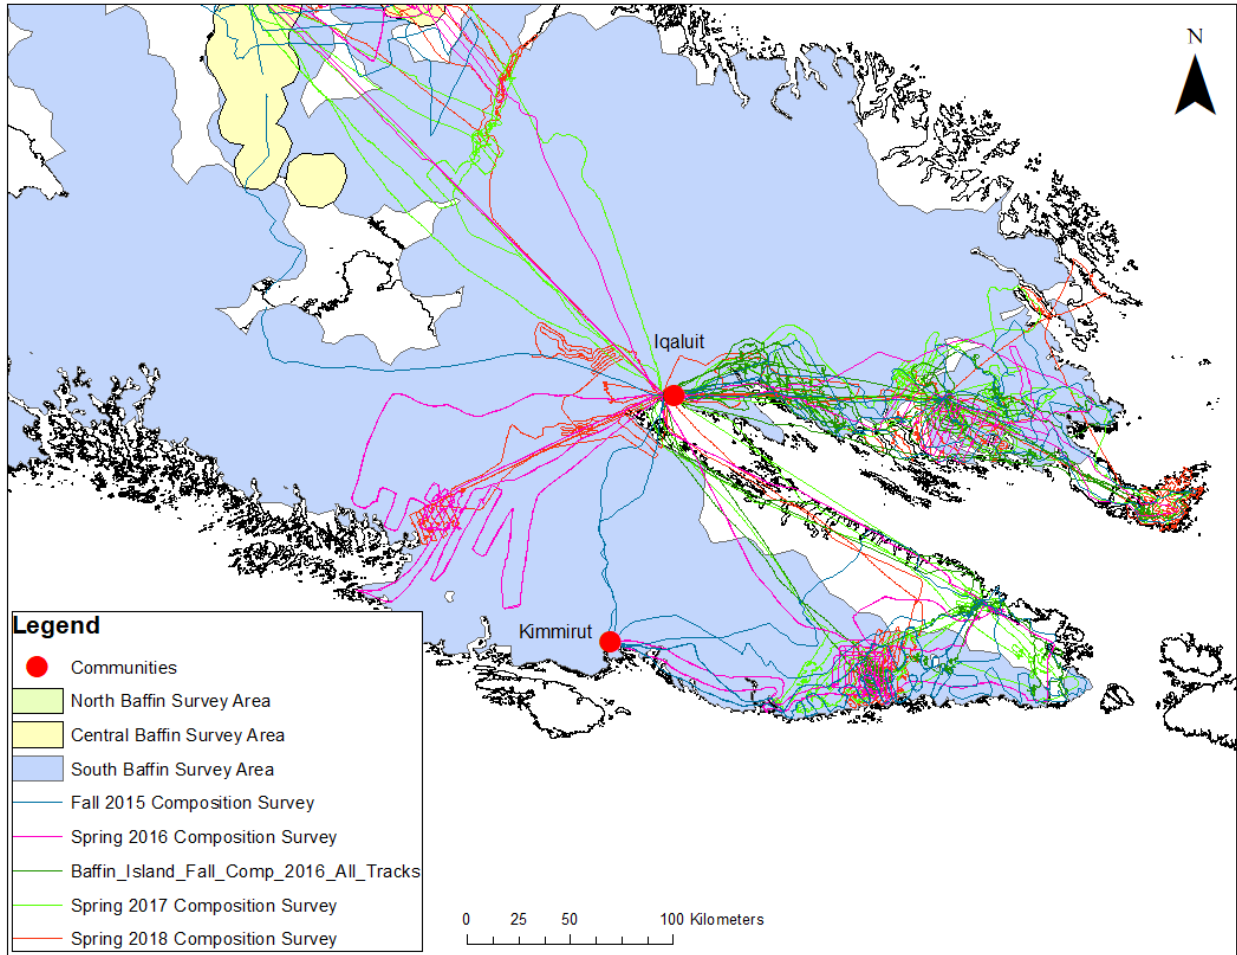 N
Iqaluit
Kimmirut
Legend
Communities
North Baffin Survey Area
Central Baffin Survey Area
South Baffin Survey Area
Fall 2015 Composition Survey
Spring 2016 Composition Survey
Baffin_Island_Fall_Comp_2016_All_Tracks
Spring 2017 Composition Survey
Spring 2018 Composition Survey
0 25 50 100 Kilometers